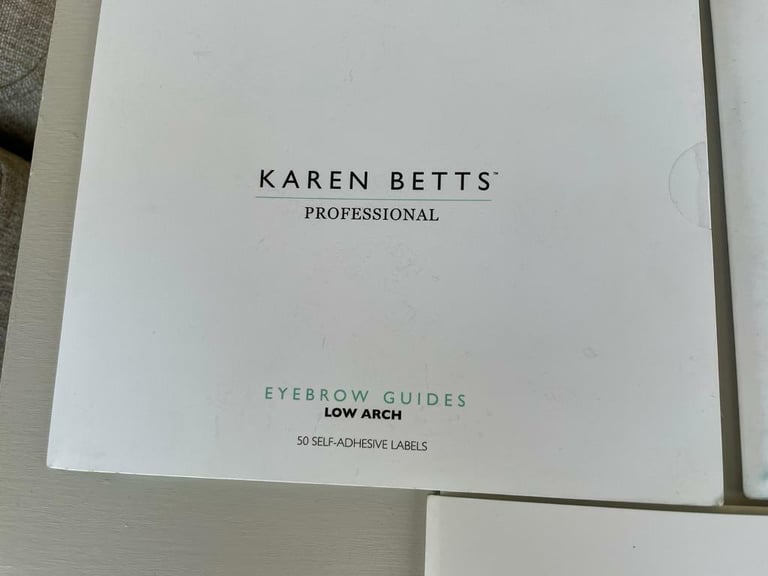 KAREN BETTS™
PROFESSIONAL
EYEBROW GUIDES
LOW ARCH
50 SELF-ADHESIVE LABELS